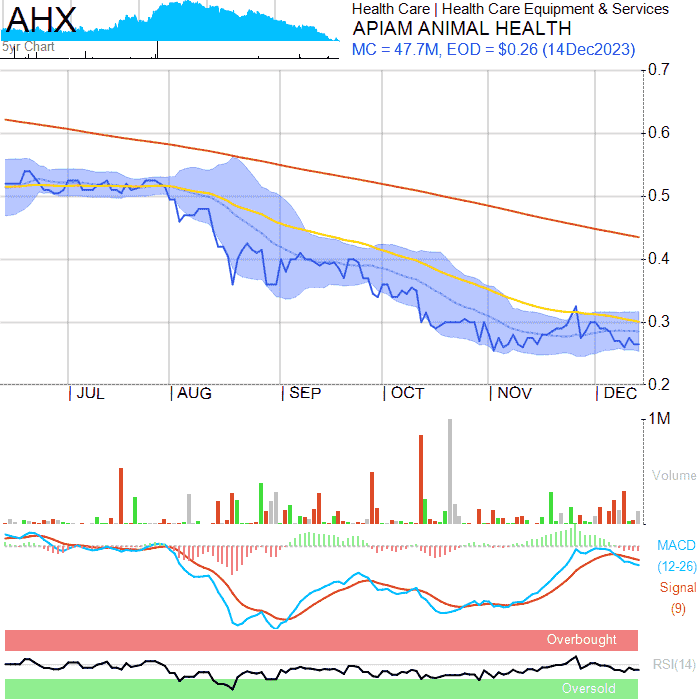 AHX
5yr Chart
Health Care | Health Care Equipment & Services
APIAM ANIMAL HEALTH
MC = 47.7M, EOD = $0.26 (14Dec2023)
0.7
0.6
0.5
0.4
0.3
0.2
JUL AUG SEP OCT NOV DEC
1M
Volume
MACD
(12-26)
Signal
(9)
Overbought
RSI(14)
Oversold